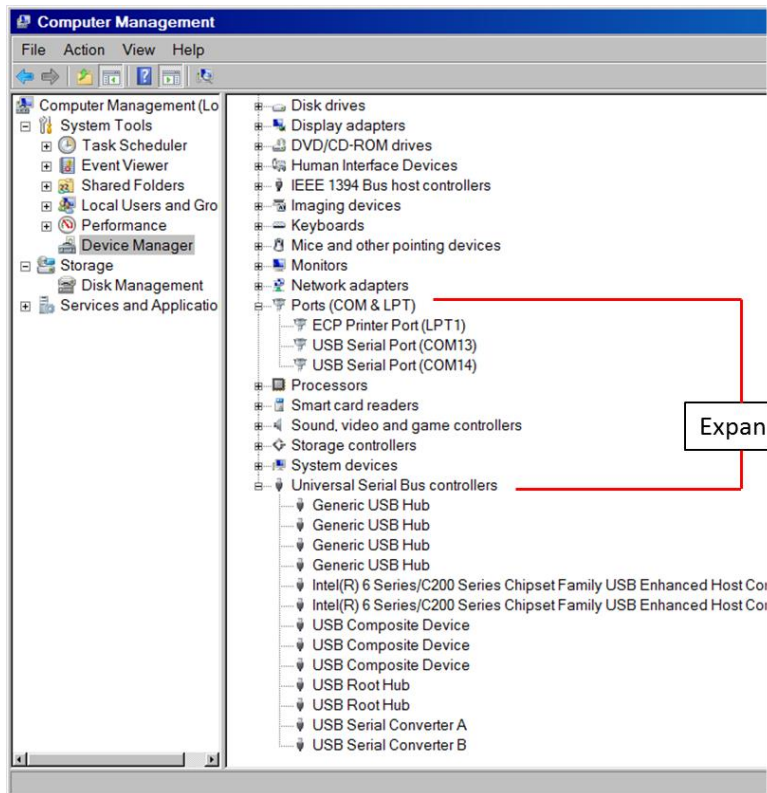 Computer Management
File Action View Help
Computer Management (Lo
System Tools
Task Scheduler
Event Viewer
Shared Folders
Local Users and Gro
Performance
Device Manager
Storage
Disk Management
Services and Applicatio
Disk drives
Display adapters
DVD/CD-ROM drives
Human Interface Devices
IEEE 1394 Bus host controllers
Imaging devices
Keyboards
Mice and other pointing devices
Monitors
Network adapters
Ports (COM & LPT)
ECP Printer Port (LPT1)
USB Serial Port (COM13)
USB Serial Port (COM14)
Processors
Smart card readers
Sound, video and game controllers
Storage controllers
System devices
Universal Serial Bus controllers
Generic USB Hub
Generic USB Hub
Generic USB Hub
Generic USB Hub
Intel(R) 6 Series/C200 Series Chipset Family USB Enhanced Host Co
Intel(R) 6 Series/C200 Series Chipset Family USB Enhanced Host Co
USB Composite Device
USB Composite Device
USB Composite Device
USB Root Hub
USB Root Hub
USB Serial Converter A
USB Serial Converter B
Expan